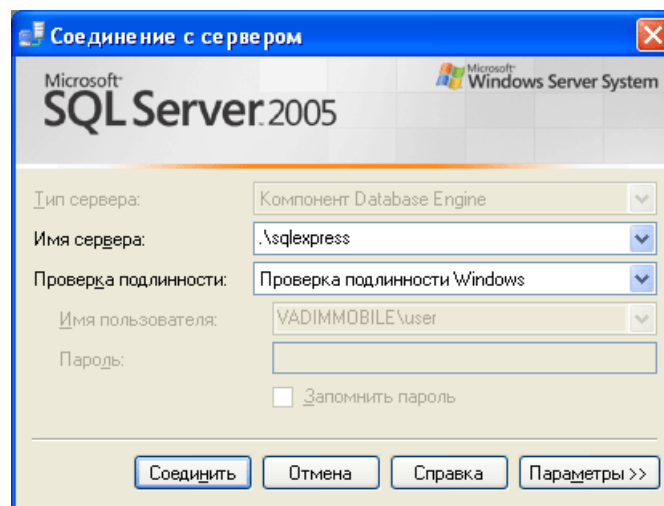 Соединение с сервером
Microsoft
SQL Server 2005
Microsoft
Windows Server System
Тип сервера: Компонент Database Engine
Имя сервера: .\sqlexpress
Проверка подлинности: Проверка подлинности Windows
Имя пользователя: VADIMMOBILE\user
Пароль:
Запомнить пароль
Соединить Отмена Справка Параметры >>